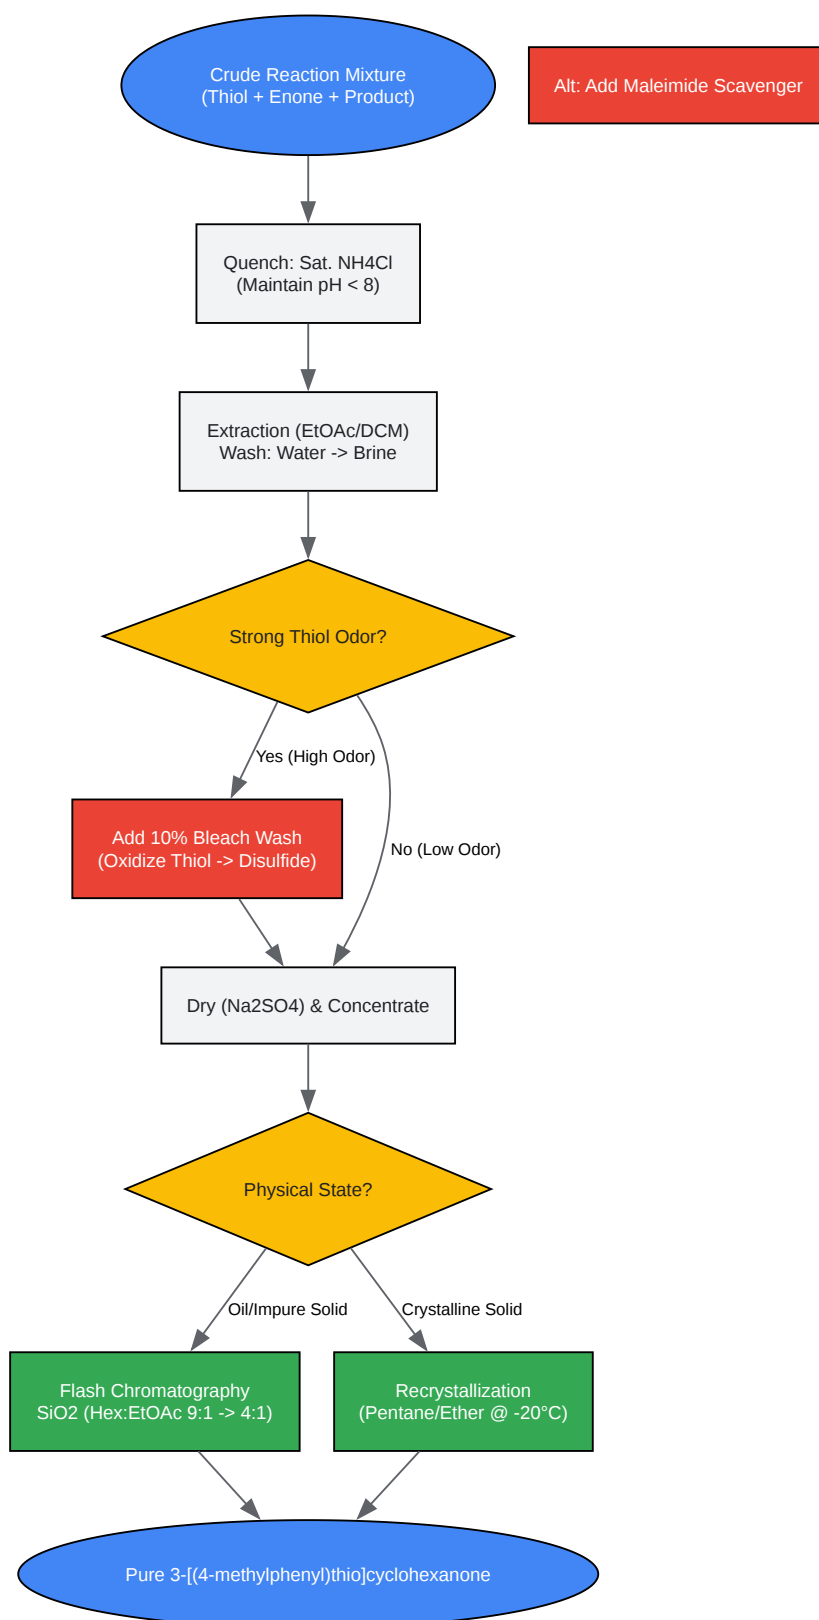 Crude Reaction Mixture
(Thiol + Enone + Product)
Alt: Add Maleimide Scavenger
Quench: Sat. NH4Cl
(Maintain pH < 8)
Extraction (EtOAc/DCM)
Wash: Water -> Brine
Strong Thiol Odor?
Yes (High Odor)
Add 10% Bleach Wash
(Oxidize Thiol -> Disulfide)
No (Low Odor)
Dry (Na2SO4) & Concentrate
Physical State?
Oil/Impure Solid
Crystalline Solid
Flash Chromatography
SiO2 (Hex:EtOAc 9:1 -> 4:1)
Recrystallization
(Pentane/Ether @ -20°C)
Pure 3-[(4-methylphenyl)thio]cyclohexanone